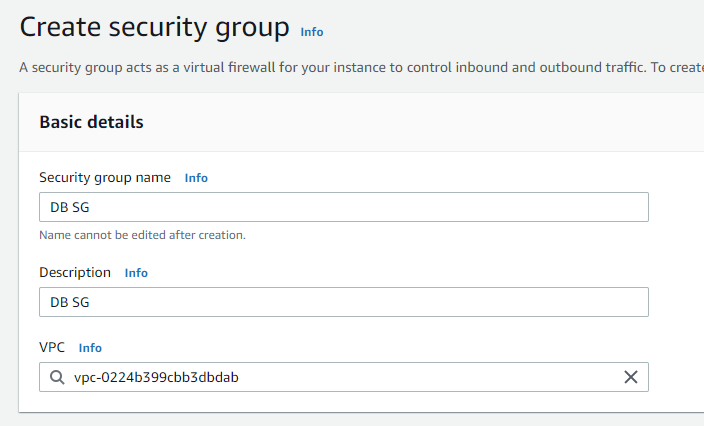 Create security group Info
A security group acts as a virtual firewall for your instance to control inbound and outbound traffic. To create
Basic details
Security group name Info
DB SG
Name cannot be edited after creation.
Description Info
DB SG
VPC Info
vpc-0224b399cbb3dbdab